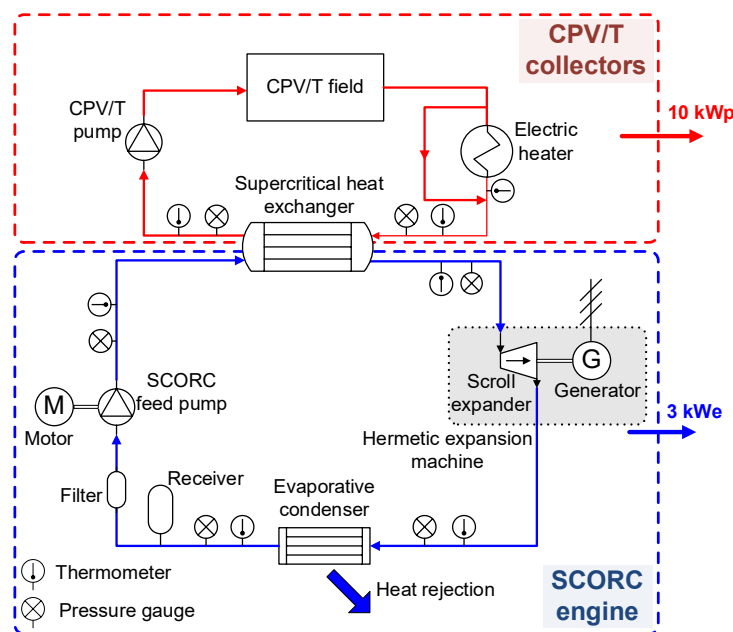 CPV/T
collectors
CPV/T field
CPV/T
pump
10 kWp
Electric
heater
Supercritical heat
exchanger
SCORC
feed pump
M
Motor
G
Scroll
expander
Generator
3 kWe
Hermetic expansion
machine
Receiver
Filter
Evaporative
condenser
Thermometer
Heat rejection
Pressure gauge
SCORC
engine